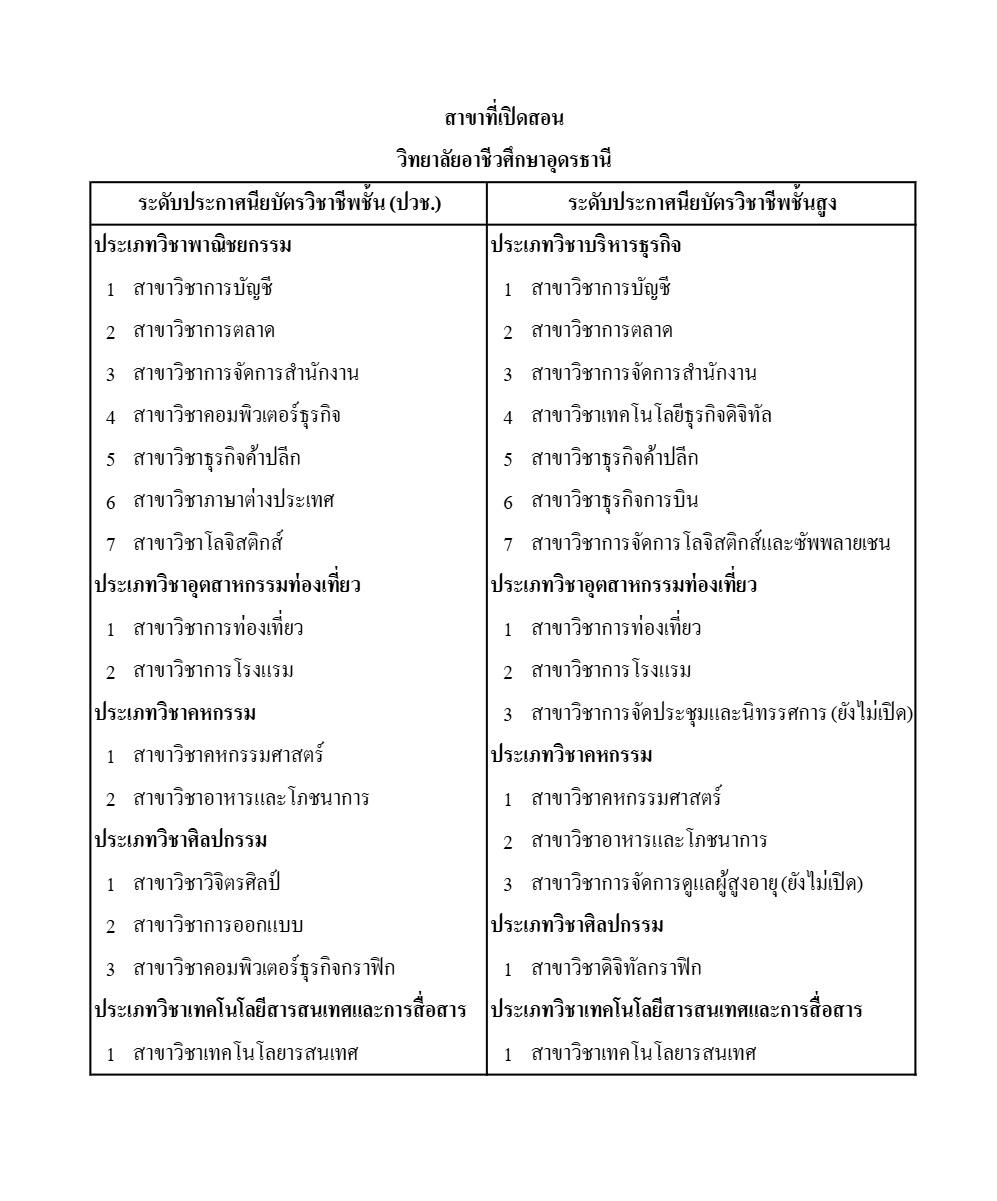 สาขาที่เปิดสอน
วิทยาลัยอาชีวศึกษาอุดรธานี
ระดับประกาศนียบัตรวิชาชีพชั้น (ปวช.) ระดับประกาศนียบัตรวิชาชีพชั้นสูง
ประเภทวิชาพาณิชยกรรม ประเภทวิชาบริหารธุรกิจ
1 สาขาวิชาการบัญชี 1 สาขาวิชาการบัญชี
2 สาขาวิชาการตลาด 2 สาขาวิชาการตลาด
3 สาขาวิชาการจัดการสำนักงาน 3 สาขาวิชาการจัดการสำนักงาน
4 สาขาวิชาคอมพิวเตอร์ธุรกิจ 4 สาขาวิชาเทคโนโลยีธุรกิจดิจิทัล
5 สาขาวิชาธุรกิจค้าปลีก 5 สาขาวิชาธุรกิจค้าปลีก
6 สาขาวิชาภาษาต่างประเทศ 6 สาขาวิชาธุรกิจการบิน
7 สาขาวิชาโลจิสติกส์ 7 สาขาวิชาการจัดการโลจิสติกส์และซัพพลายเชน
ประเภทวิชาอุตสาหกรรมท่องเที่ยว ประเภทวิชาอุตสาหกรรมท่องเที่ยว
1 สาขาวิชาการท่องเที่ยว 1 สาขาวิชาการท่องเที่ยว
2 สาขาวิชาการโรงแรม 2 สาขาวิชาการโรงแรม
ประเภทวิชาคหกรรม 3 สาขาวิชาการจัดประชุมและนิทรรศการ (ยังไม่เปิด)
1 สาขาวิชาคหกรรมศาสตร์ ประเภทวิชาคหกรรม
2 สาขาวิชาอาหารและโภชนาการ 1 สาขาวิชาคหกรรมศาสตร์
ประเภทวิชาศิลปกรรม 2 สาขาวิชาอาหารและโภชนาการ
1 สาขาวิชาวิจิตรศิลป์ 3 สาขาวิชาการจัดการดูแลผู้สูงอายุ (ยังไม่เปิด)
2 สาขาวิชาการออกแบบ ประเภทวิชาศิลปกรรม
3 สาขาวิชาคอมพิวเตอร์ธุรกิจกราฟิก 1 สาขาวิชาดิจิทัลกราฟิก
ประเภทวิชาเทคโนโลยีสารสนเทศและการสื่อสาร ประเภทวิชาเทคโนโลยีสารสนเทศและการสื่อสาร
1 สาขาวิชาเทคโนโลยารสนเทศ 1 สาขาวิชาเทคโนโลยารสนเทศ